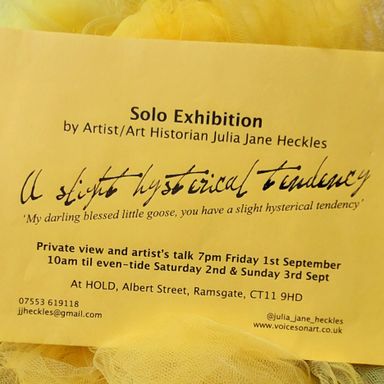 Solo Exhibition
by Artist/Art Historian Julia Jane Heckles
A slight hysterical tendency
'My darling blessed little goose, you have a slight hysterical tendency'
Private view and artist's talk 7pm Friday 1st September
10am til even-tide Saturday 2nd & Sunday 3rd Sept
At HOLD, Albert Street, Ramsgate, CT11 9HD
07553 619118
jjheckles@gmail.com
@julia_jane_heckles
www.voicesonart.co.uk